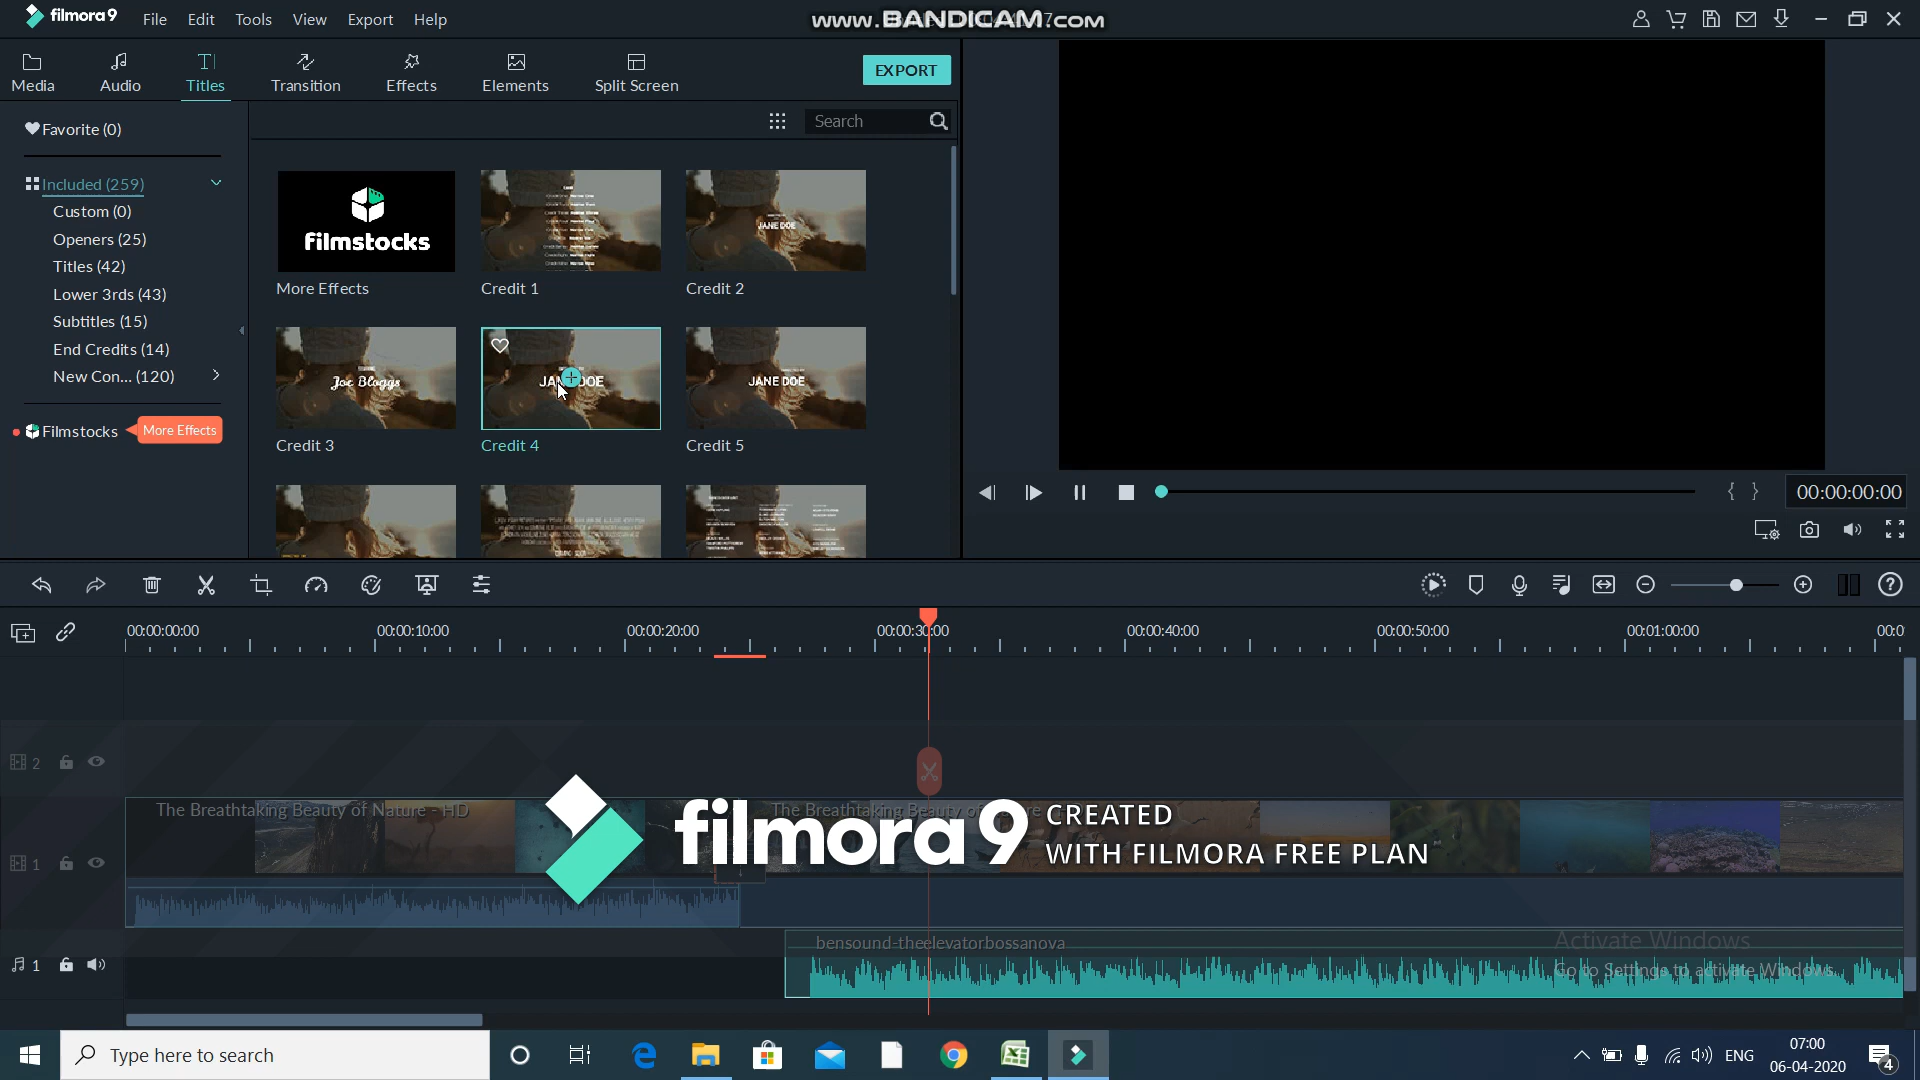 filmora9 File Edit Tools View Export Help
www.BANDICAM.com
Media Audio Titles Transition Effects Elements Split Screen
EXPORT
Favorite (0)
Search
Included (259)
Custom (0)
Openers (25)
Titles (42)
Lower 3rds (43)
Subtitles (15)
End Credits (14)
New Con... (120)
Filmstocks More Effects
filmstocks
JANE DOE
More Effects Credit 1 Credit 2
Joe Bloggs
JANE DOE
Credit 3 Credit 4 Credit 5
00:00:00:00
00:00:00:00 00:00:10:00 00:00:20:00 00:00:30:00 00:00:40:00 00:00:50:00 00:01:00:00
2
The Breathtaking Beauty of Nature - HD
1
filmora9 CREATED
WITH FILMORA FREE PLAN
bensound-theelevatorbossanova
1
Activate Windows
Go to Settings to activate Windows.
Type here to search
ENG
07:00
06-04-2020
4